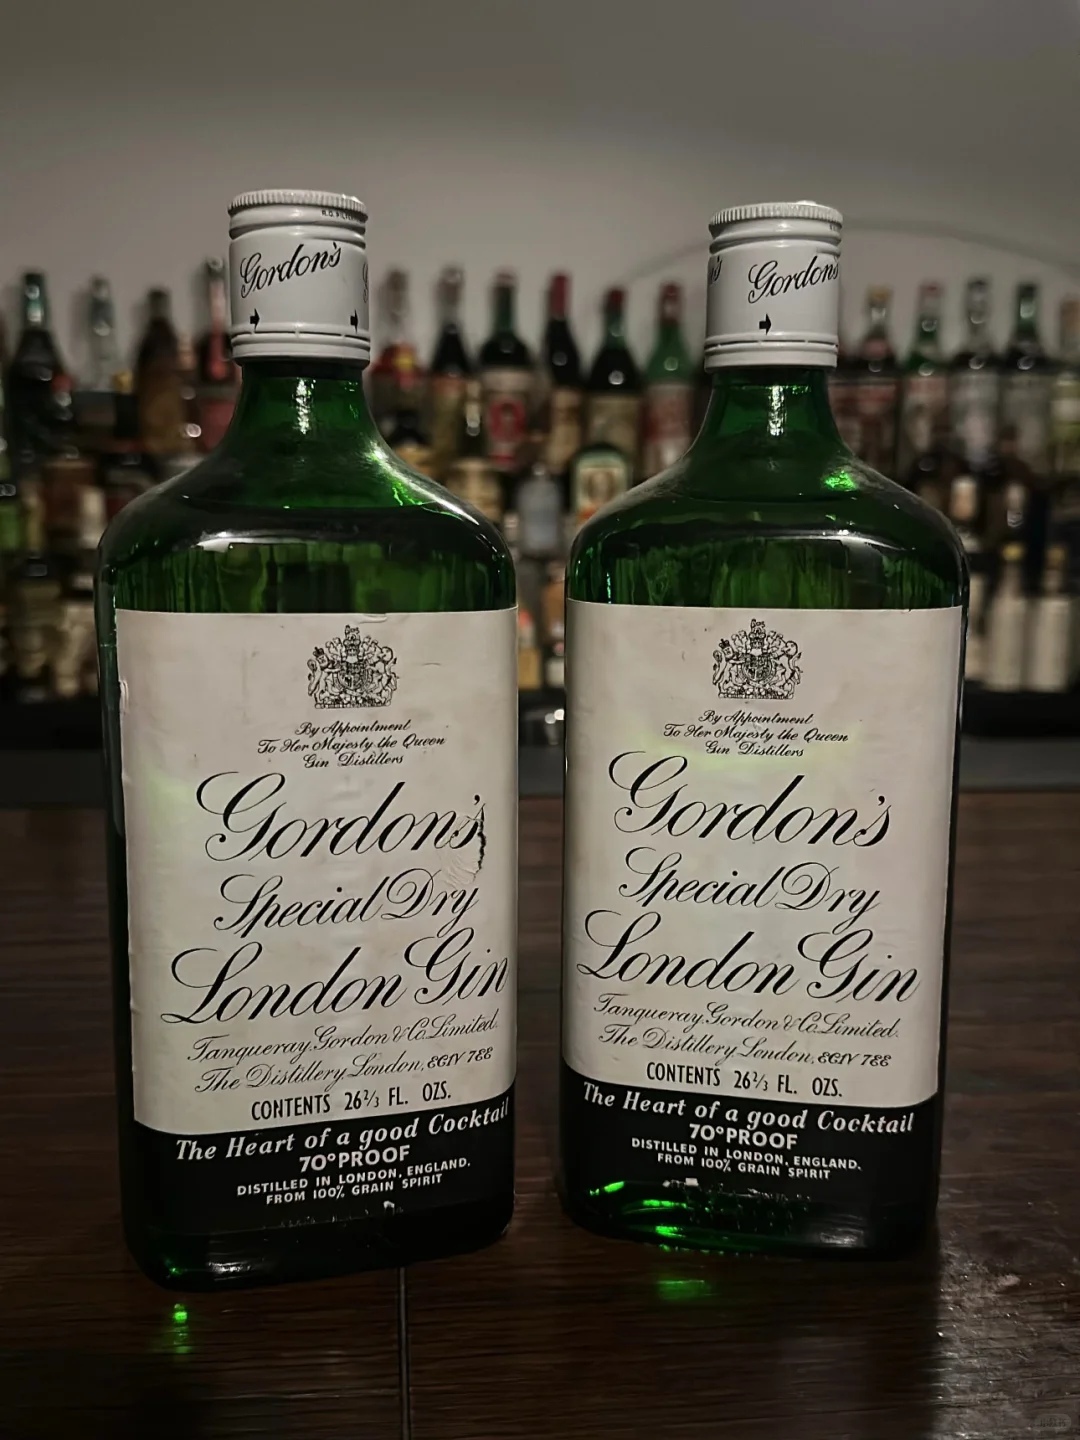 Gordon's
By Appointment
To Her Majesty the Queen
Gin Distillers
Gordon's
Special Dry
London Gin
Tanqueray, Gordon & Co. Limited.
The Distillery London, EC1V 7EE
CONTENTS 26 2/3 FL. OZS.
The Heart of a good Cocktail
70° PROOF
DISTILLED IN LONDON, ENGLAND.
FROM 100% GRAIN SPIRIT
Gordon's
By Appointment
To Her Majesty the Queen
Gin Distillers
Gordon's
Special Dry
London Gin
Tanqueray, Gordon & Co. Limited.
The Distillery London, EC1V 7EE
CONTENTS 26 2/3 FL. OZS.
The Heart of a good Cocktail
70° PROOF
DISTILLED IN LONDON, ENGLAND.
FROM 100% GRAIN SPIRIT